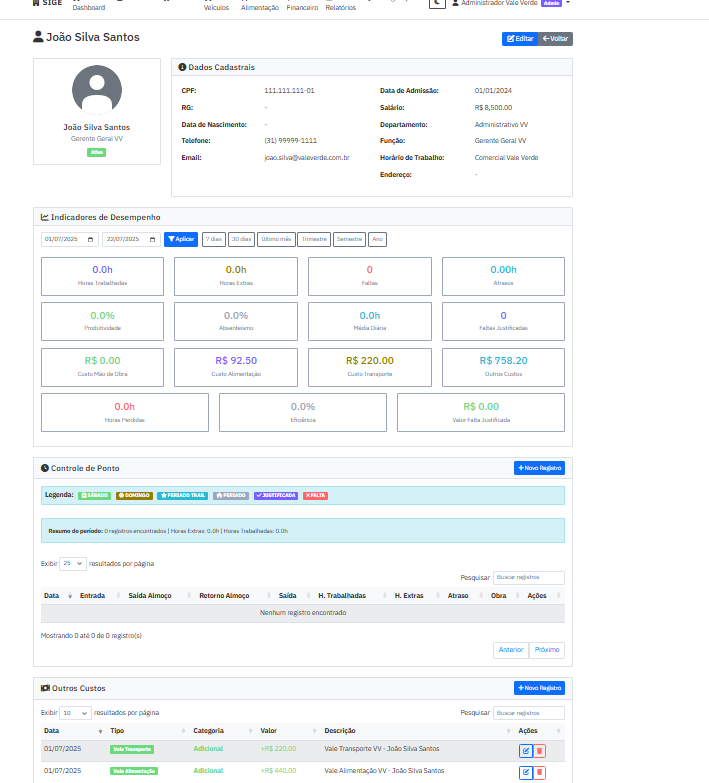 SIGE Dashboard Veículos Alimentação Financeiro Relatórios Administrador Vale Verde Admin
João Silva Santos
Editar Voltar
João Silva Santos
Gerente Geral VV
Ativo
Dados Cadastrais
CPF: 111.111.111-01 Data de Admissão: 01/01/2024
RG: - Salário: R$ 8,500.00
Data de Nascimento: - Departamento: Administrativo VV
Telefone: (31) 99999-1111 Função: Gerente Geral VV
Email: joao.silva@valeverde.com.br Horário de Trabalho: Comercial Vale Verde
Endereço: -
Indicadores de Desempenho
01/07/2025 22/07/2025 Aplicar 7 dias 30 dias Último mês Trimestre Semestre Ano
0.0h 0.0h 0 0.00h
Horas Trabalhadas Horas Extras Faltas Atrasos
0.0% 0.0% 0.0h 0
Produtividade Absenteísmo Média Diária Faltas Justificadas
R$ 0.00 R$ 92.50 R$ 220.00 R$ 758.20
Custo Mão de Obra Custo Alimentação Custo Transporte Outros Custos
0.0h 0.0% R$ 0.00
Horas Perdidas Eficiência Valor Falta Justificada
Controle de Ponto
+ Novo Registro
Legenda: SÁBADO DOMINGO FERIADO TRAB. FERIADO JUSTIFICADA FALTA
Resumo do período: 0 registros encontrados | Horas Extras: 0.0h | Horas Trabalhadas: 0.0h
Exibir 25 resultados por página
Pesquisar Buscar registros
Data Entrada Saída Almoço Retorno Almoço Saída H. Trabalhadas H. Extras Atraso Obra Ações
Nenhum registro encontrado
Mostrando 0 até 0 de 0 registro(s)
Anterior Próximo
Outros Custos
+ Novo Registro
Exibir 10 resultados por página
Pesquisar Buscar registros
Data Tipo Categoria Valor Descrição Ações
01/07/2025 Vale Transporte Adicional +R$ 220,00 Vale Transporte VV - João Silva Santos
01/07/2025 Vale Alimentação Adicional +R$ 440,00 Vale Alimentação VV - João Silva Santos